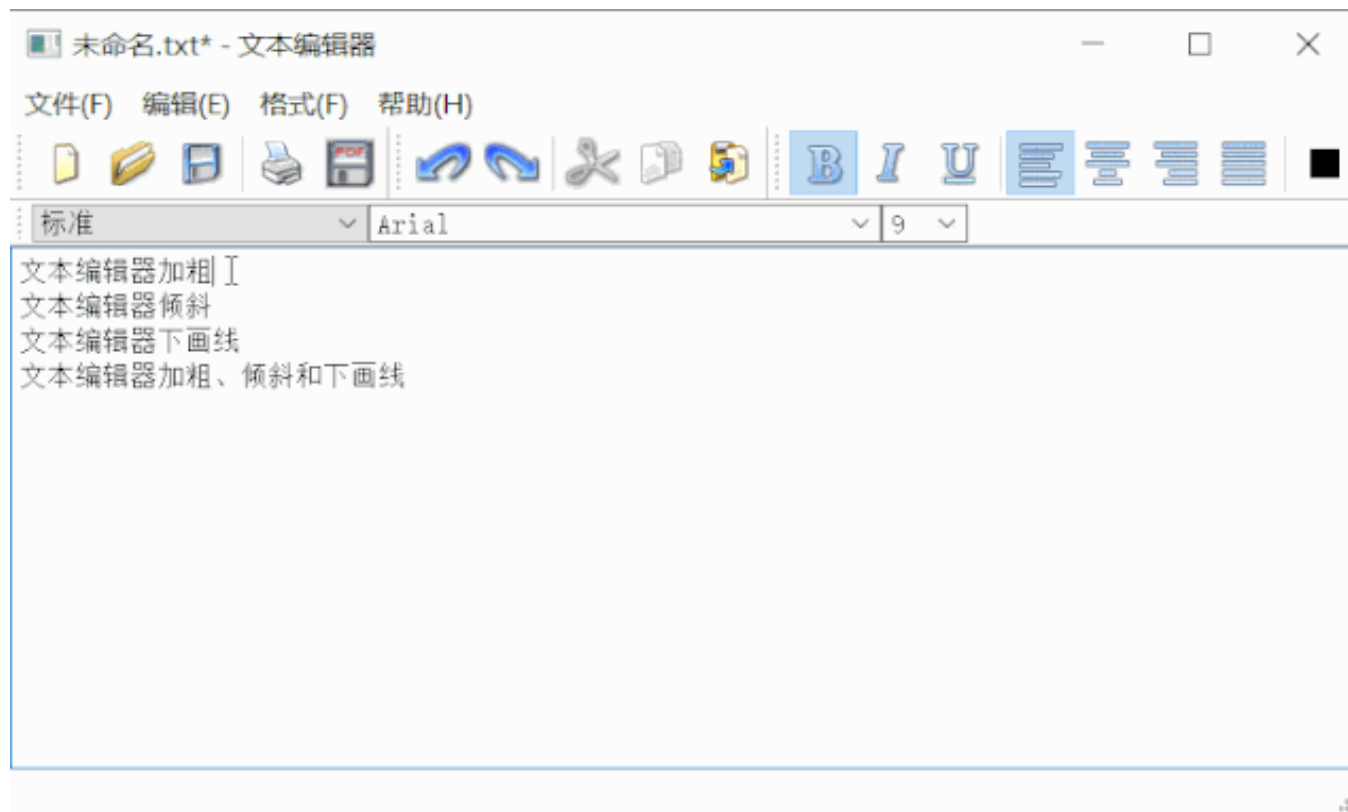 未命名.txt* - 文本编辑器
文件(F) 编辑(E) 格式(F) 帮助(H)
PDF
B I U
标准 Arial 9
文本编辑器加粗
文本编辑器倾斜
文本编辑器下画线
文本编辑器加粗、倾斜和下画线